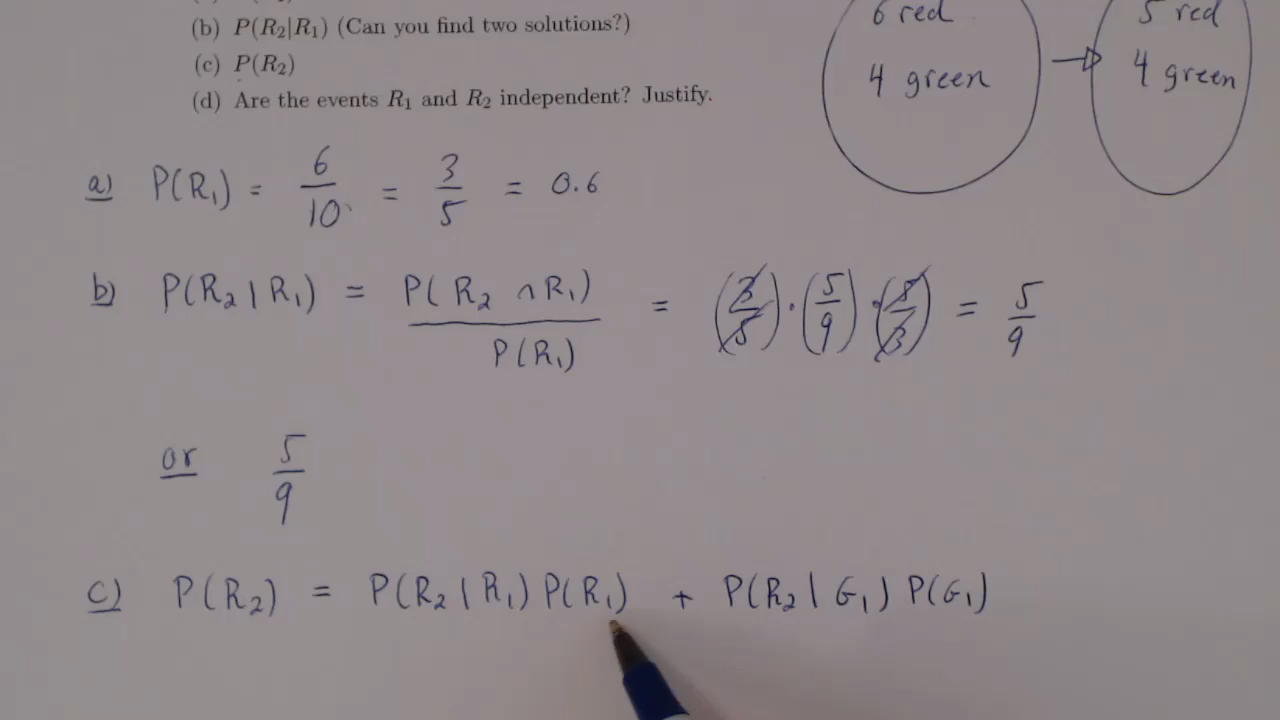 (b) P(R₂|R₁) (Can you find two solutions?)
(c) P(R₂)
(d) Are the events R₁ and R₂ independent? Justify.
6 red
4 green
5 red
4 green
a) P(R₁) = 6/10 = 3/5 = 0.6
b) P(R₂ | R₁) = P(R₂ ∩ R₁)/P(R₁) = (3/5) · (5/9) · (5/3) = 5/9
or 5/9
c) P(R₂) = P(R₂ | R₁) P(R₁) + P(R₂ | G₁) P(G₁)